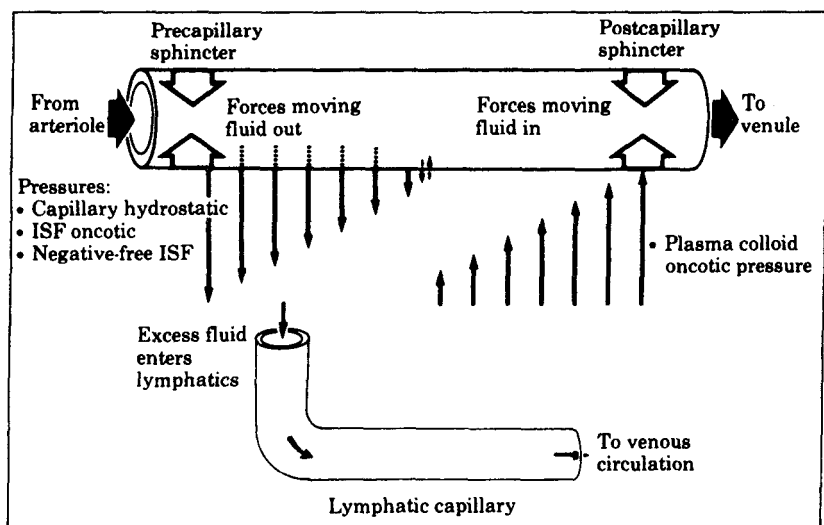 Precapillary
sphincter
Postcapillary
sphincter
From
arteriole
Forces moving
fluid out
Forces moving
fluid in
To
venule
Pressures:
• Capillary hydrostatic
• ISF oncotic
• Negative-free ISF
• Plasma colloid
oncotic pressure
Excess fluid
enters
lymphatics
To venous
circulation
Lymphatic capillary